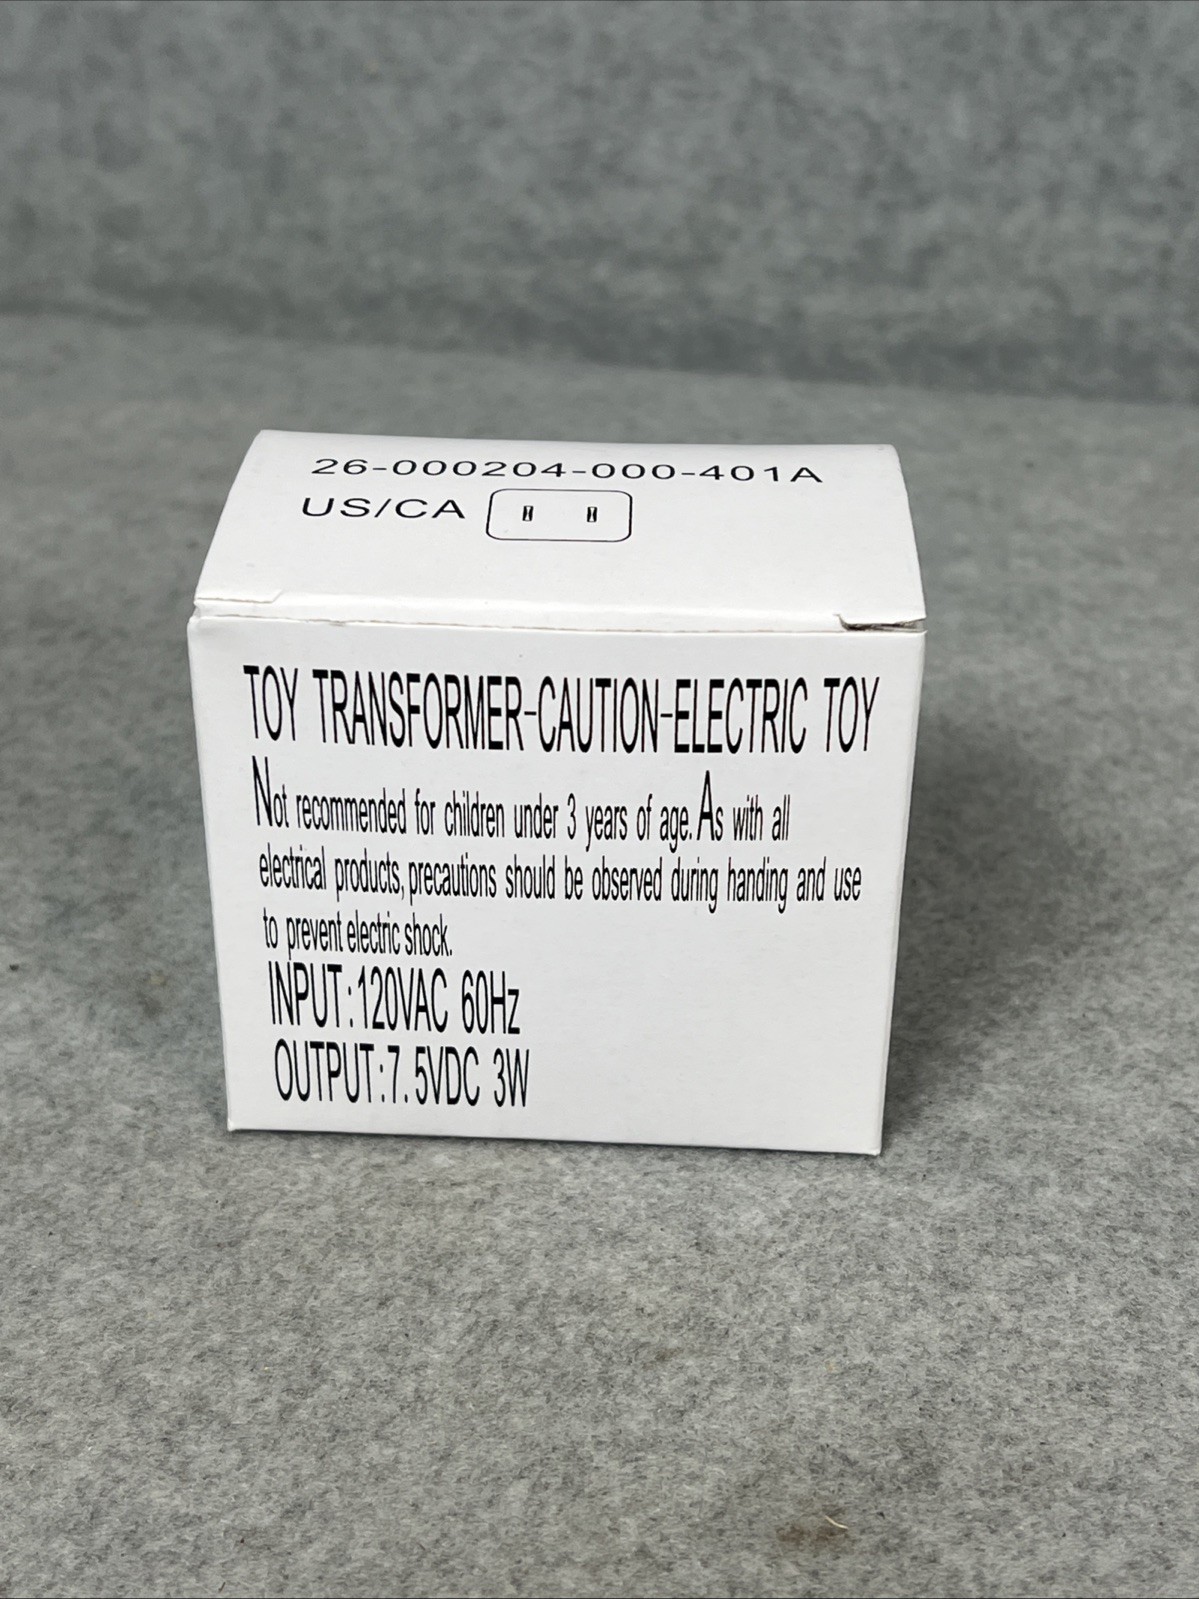 26-000204-000-401A
US/CA
TOY TRANSFORMER-CAUTION-ELECTRIC TOY
Not recommended for children under 3 years of age. As with all
electrical products, precautions should be observed during handing and use
to prevent electric shock.
INPUT:120VAC 60Hz
OUTPUT:7.5VDC 3W